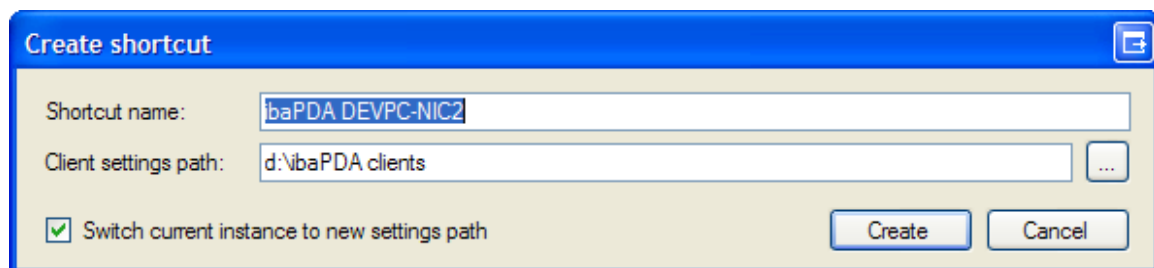 Create shortcut
Shortcut name: ibaPDA DEVPC-NIC2
Client settings path: d:\ibaPDA clients ...
Switch current instance to new settings path Create Cancel